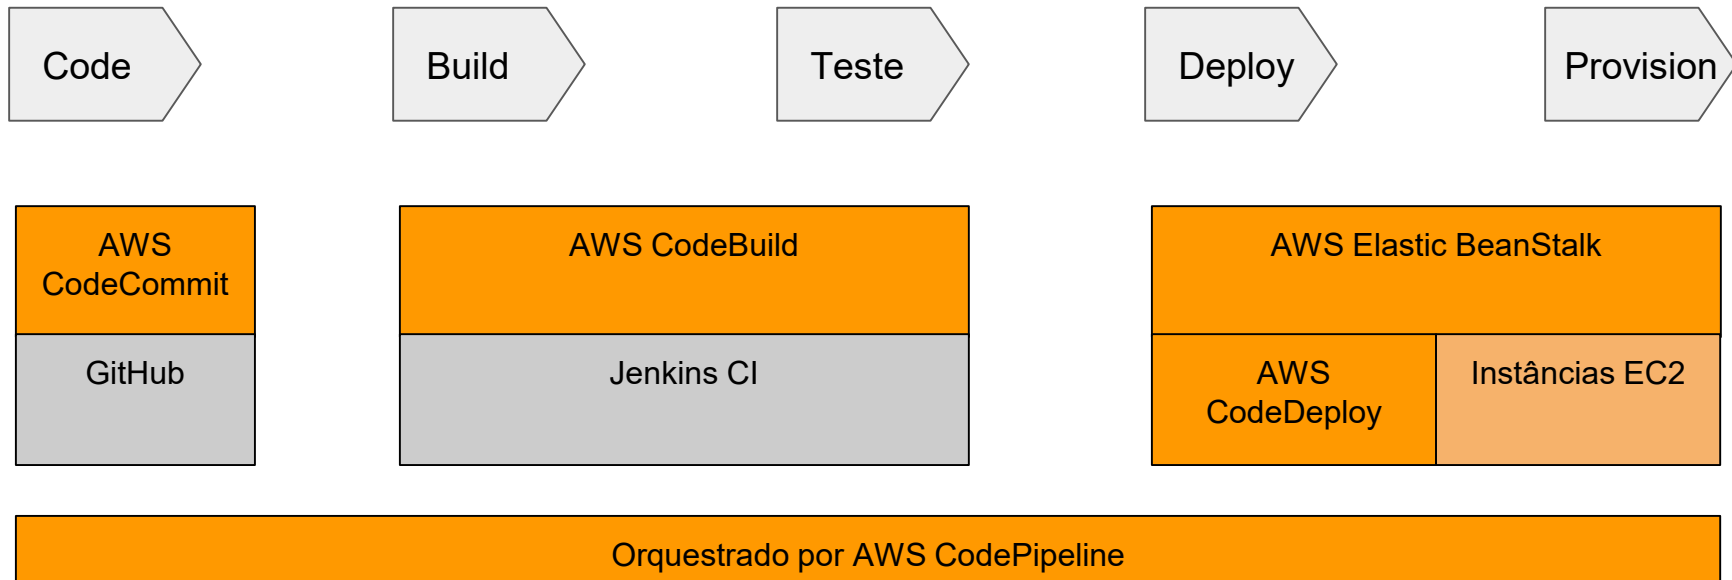 Code
Build
Teste
Deploy
Provision
AWS
CodeCommit
AWS CodeBuild
AWS Elastic BeanStalk
GitHub
Jenkins CI
AWS
CodeDeploy
Instâncias EC2
Orquestrado por AWS CodePipeline